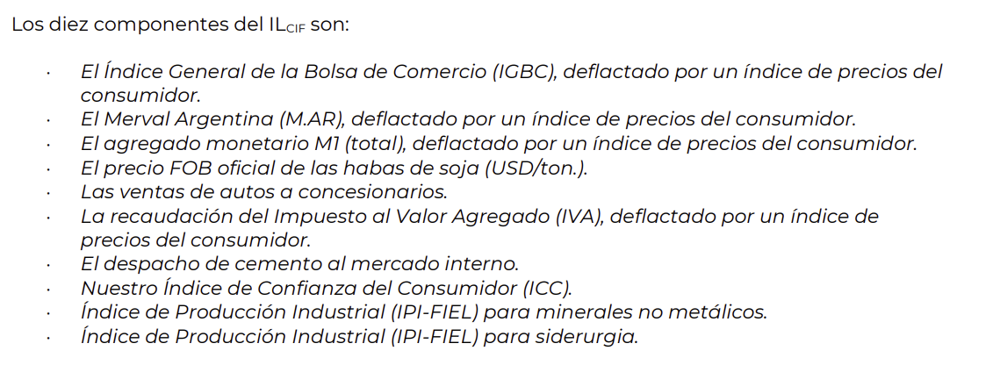 Los diez componentes del ILCIF son:
· El Índice General de la Bolsa de Comercio (IGBC), deflactado por un índice de precios del
consumidor.
· El Merval Argentina (M.AR), deflactado por un índice de precios del consumidor.
· El agregado monetario M1 (total), deflactado por un índice de precios del consumidor.
· El precio FOB oficial de las habas de soja (USD/ton.).
· Las ventas de autos a concesionarios.
· La recaudación del Impuesto al Valor Agregado (IVA), deflactado por un índice de
precios del consumidor.
· El despacho de cemento al mercado interno.
· Nuestro Índice de Confianza del Consumidor (ICC).
· Índice de Producción Industrial (IPI-FIEL) para minerales no metálicos.
· Índice de Producción Industrial (IPI-FIEL) para siderurgia.